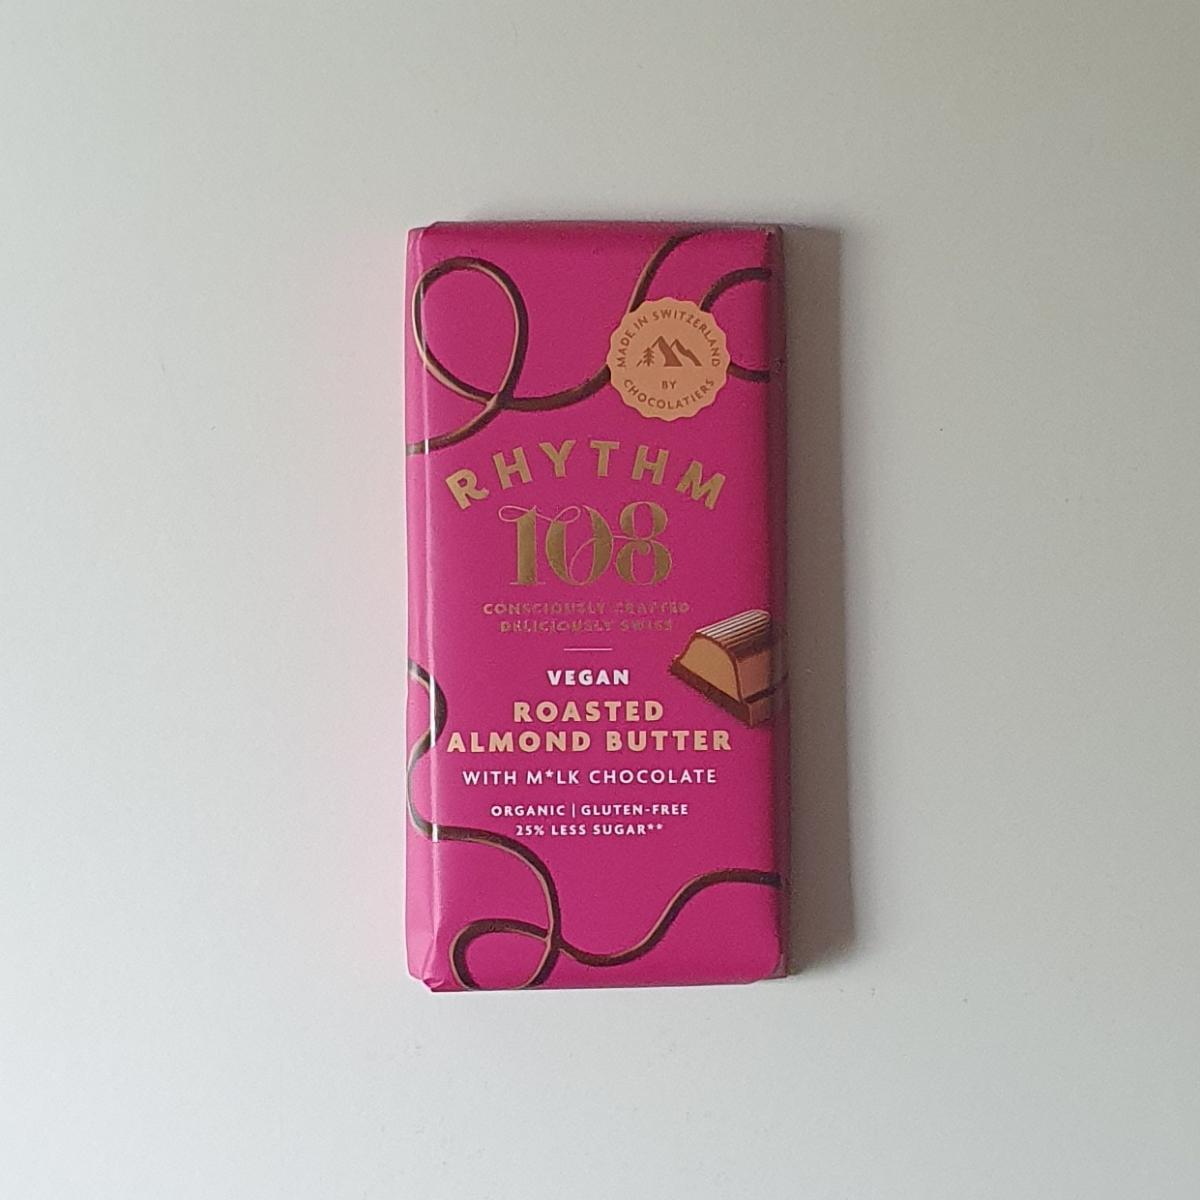 MADE IN SWITZERLAND
BY
CHOCOLATIERS
RHYTHM
108
CONSCIOUSLY CRAFTED
DELICIOUSLY SWISS
VEGAN
ROASTED
ALMOND BUTTER
WITH M*LK CHOCOLATE
ORGANIC | GLUTEN-FREE
25% LESS SUGAR**